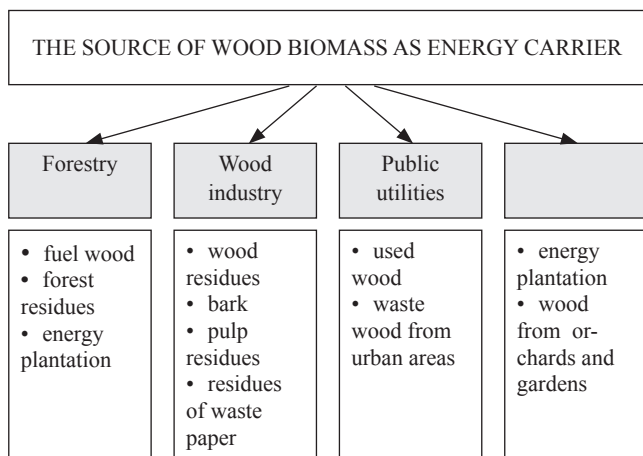 THE SOURCE OF WOOD BIOMASS AS ENERGY CARRIER
Forestry
Wood
industry
Public
utilities
• fuel wood
• forest
residues
• energy
plantation
• wood
residues
• bark
• pulp
residues
• residues
of waste
paper
• used
wood
• waste
wood from
urban areas
• energy
plantation
• wood
from or-
chards and
gardens